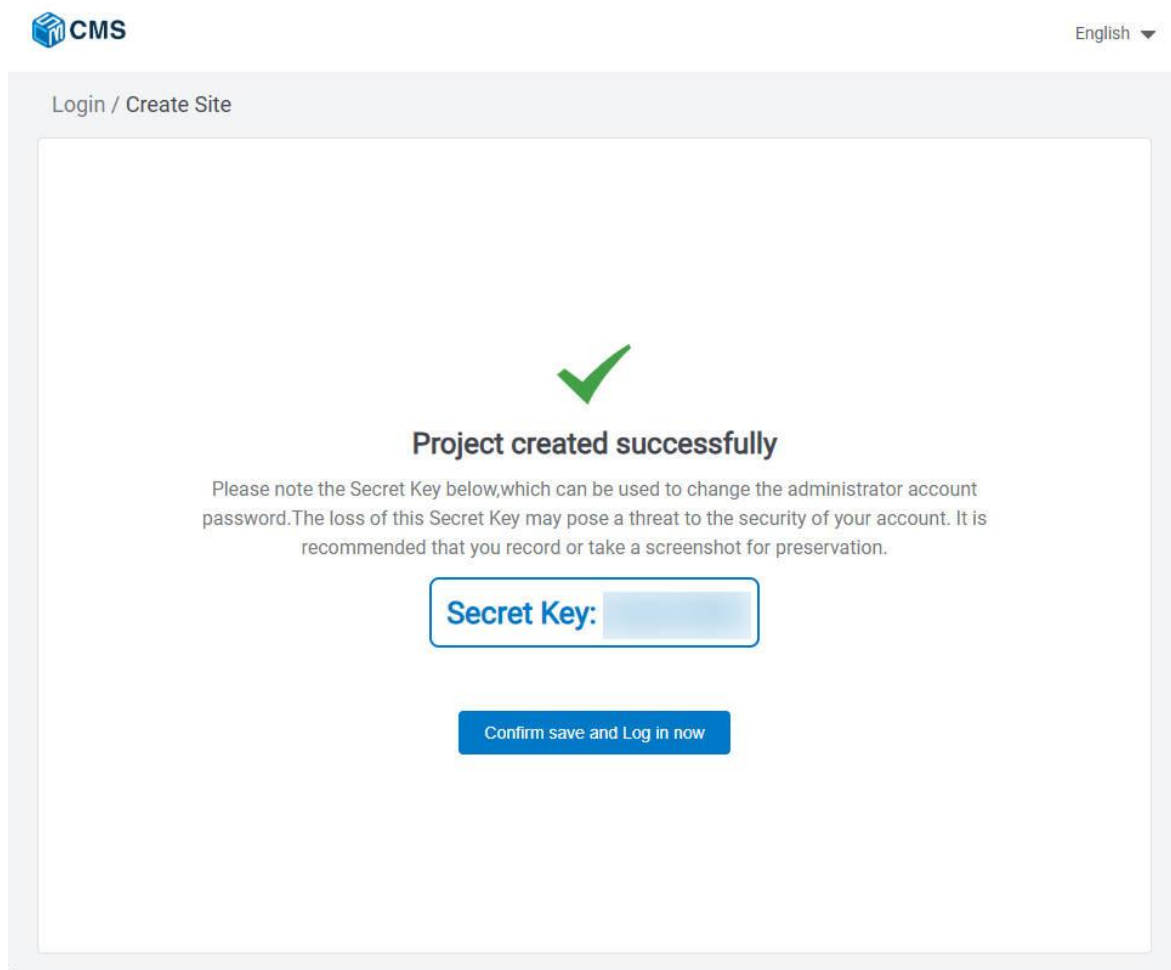 CMS
English
Login / Create Site
Project created successfully
Please note the Secret Key below,which can be used to change the administrator account
password.The loss of this Secret Key may pose a threat to the security of your account. It is
recommended that you record or take a screenshot for preservation.
Secret Key:
Confirm save and Log in now